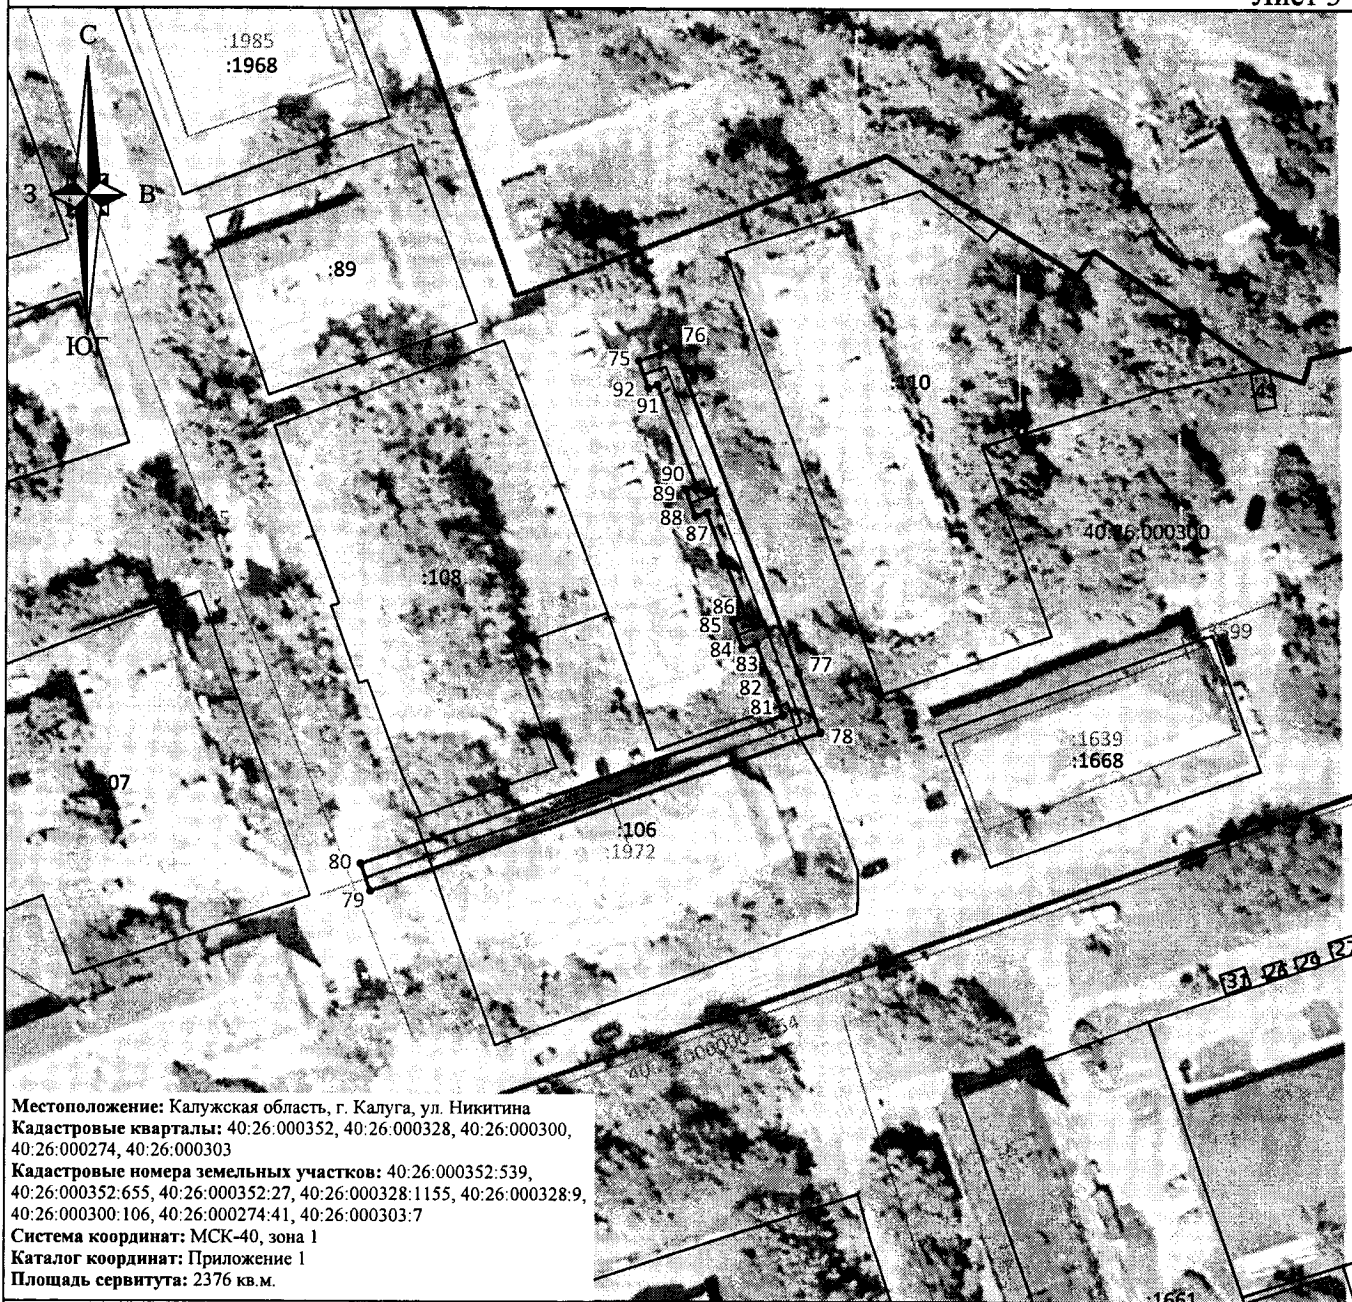 Лист 5
С
:1985
:1968
З
В
:89
ЮГ
75
76
92
91
:110
49
90
89
88
87
40:26:000300
:108
86
85
84
83
77
82
81
78
:1639
:1668
:106
:1972
80
79
31
29
27
Местоположение: Калужская область, г. Калуга, ул. Никитина
Кадастровые кварталы: 40:26:000352, 40:26:000328, 40:26:000300,
40:26:000274, 40:26:000303
Кадастровые номера земельных участков: 40:26:000352:539,
40:26:000352:655, 40:26:000352:27, 40:26:000328:1155, 40:26:000328:9,
40:26:000300:106, 40:26:000274:41, 40:26:000303:7
Система координат: МСК-40, зона 1
Каталог координат: Приложение 1
Площадь сервитута: 2376 кв.м.
:1661